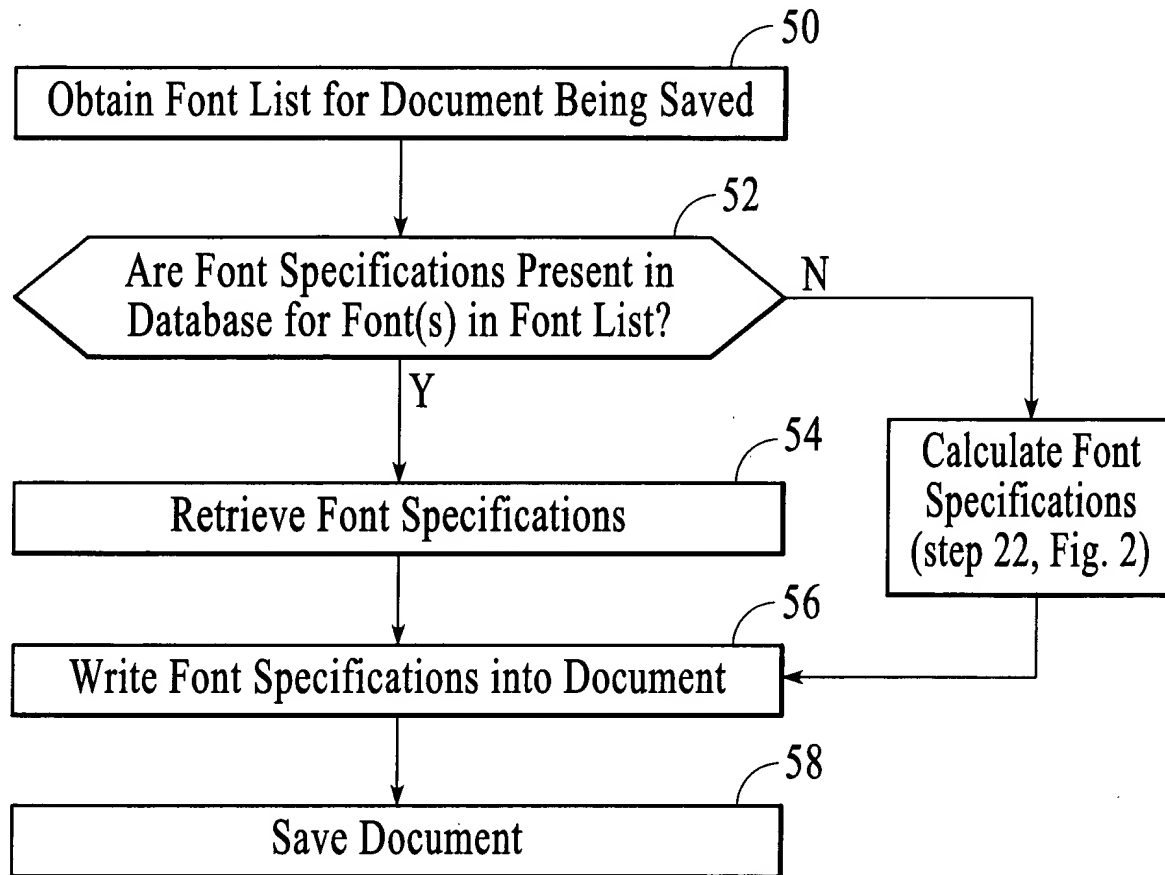 50
Obtain Font List for Document Being Saved
52
Are Font Specifications Present in
Database for Font(s) in Font List?
N
Y
54
Retrieve Font Specifications
Calculate Font
Specifications
(step 22, Fig. 2)
56
Write Font Specifications into Document
58
Save Document